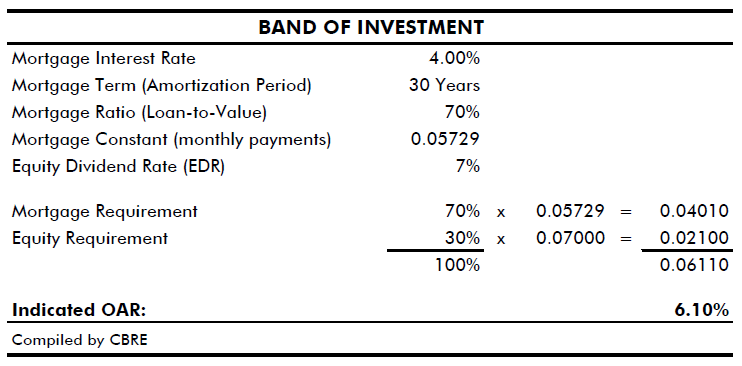 BAND OF INVESTMENT
Mortgage Interest Rate 4.00%
Mortgage Term (Amortization Period) 30 Years
Mortgage Ratio (Loan-to-Value) 70%
Mortgage Constant (monthly payments) 0.05729
Equity Dividend Rate (EDR) 7%
Mortgage Requirement 70% x 0.05729 = 0.04010
Equity Requirement 30% x 0.07000 = 0.02100
100% 0.06110
Indicated OAR: 6.10%
Compiled by CBRE